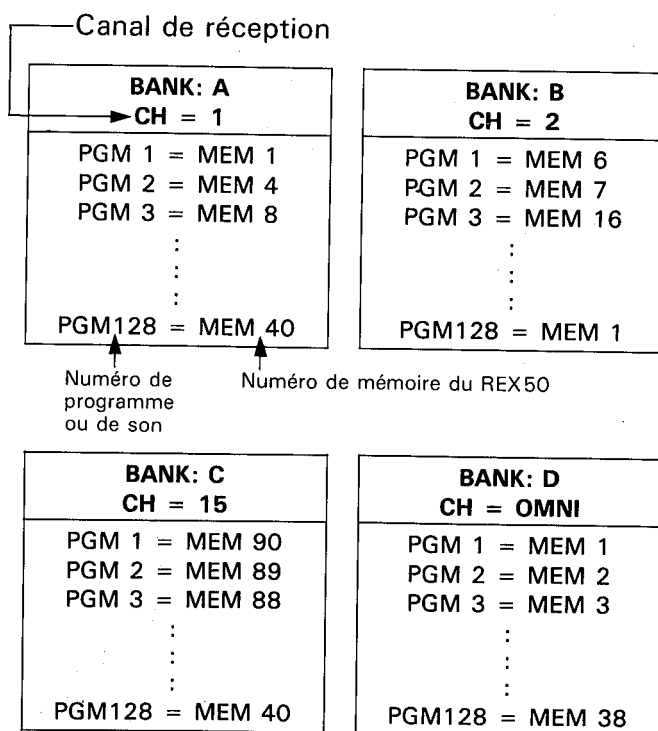 Canal de réception
BANK: A
CH = 1
PGM 1 = MEM 1
PGM 2 = MEM 4
PGM 3 = MEM 8
:
:
:
PGM128 = MEM 40
Numéro de
programme
ou de son
Numéro de mémoire du REX50
BANK: B
CH = 2
PGM 1 = MEM 6
PGM 2 = MEM 7
PGM 3 = MEM 16
:
:
:
PGM128 = MEM 1
BANK: C
CH = 15
PGM 1 = MEM 90
PGM 2 = MEM 89
PGM 3 = MEM 88
:
:
:
PGM128 = MEM 40
BANK: D
CH = OMNI
PGM 1 = MEM 1
PGM 2 = MEM 2
PGM 3 = MEM 3
:
:
:
PGM128 = MEM 38